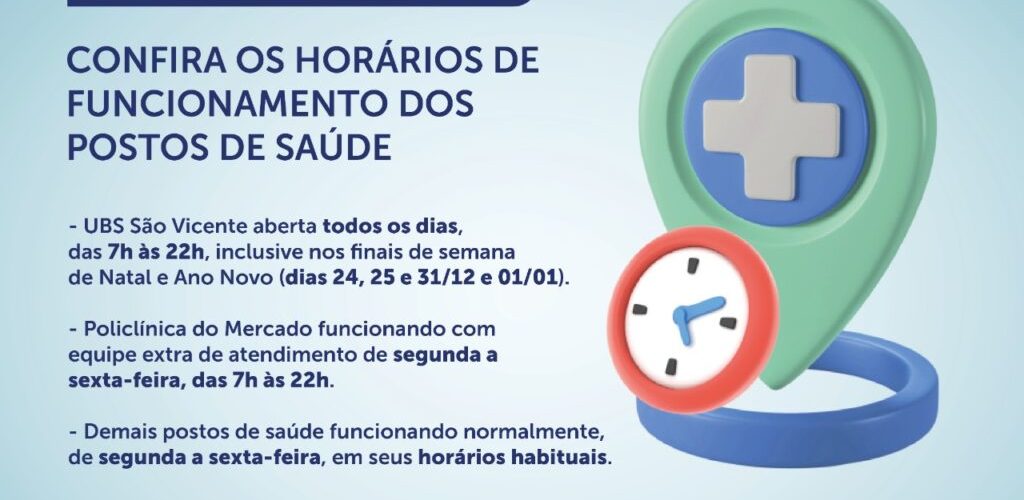 CONFIRA OS HORÁRIOS DE
FUNCIONAMENTO DOS
POSTOS DE SAÚDE
- UBS São Vicente aberta todos os dias,
das 7h às 22h, inclusive nos finais de semana
de Natal e Ano Novo (dias 24, 25 e 31/12 e 01/01).
- Policlínica do Mercado funcionando com
equipe extra de atendimento de segunda a
sexta-feira, das 7h às 22h.
- Demais postos de saúde funcionando normalmente,
de segunda a sexta-feira, em seus horários habituais.